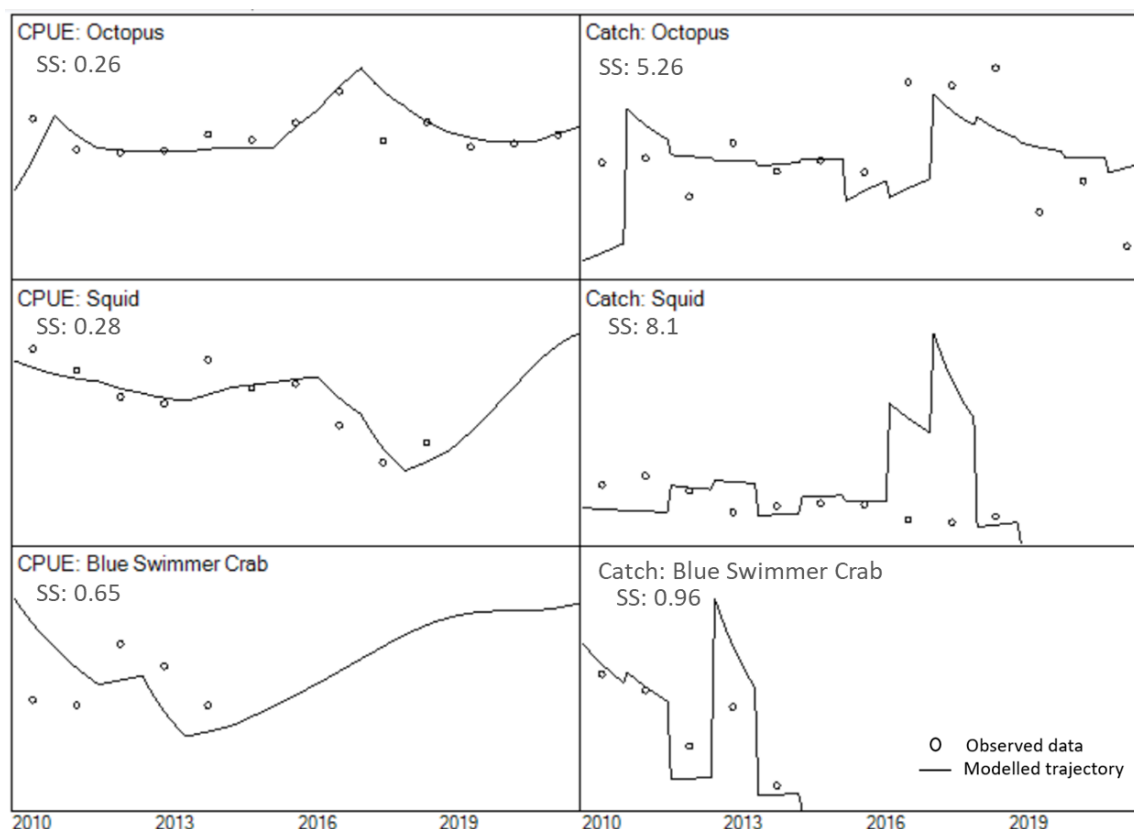 CPUE: Octopus
SS: 0.26
Catch: Octopus
SS: 5.26
CPUE: Squid
SS: 0.28
Catch: Squid
SS: 8.1
CPUE: Blue Swimmer Crab
SS: 0.65
Catch: Blue Swimmer Crab
SS: 0.96
Observed data
Modelled trajectory
2010 2013 2016 2019 2010 2013 2016 2019